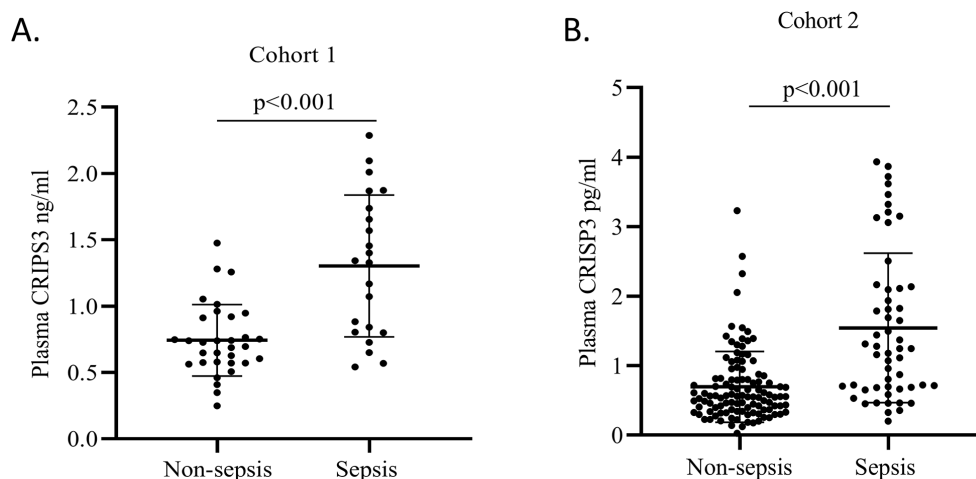 A.
Cohort 1
p<0.001
Plasma CRIPS3 ng/ml
2.5
2.0
1.5
1.0
0.5
0.0
Non-sepsis
Sepsis
B.
Cohort 2
p<0.001
Plasma CRISP3 pg/ml
5
4
3
2
1
0
Non-sepsis
Sepsis